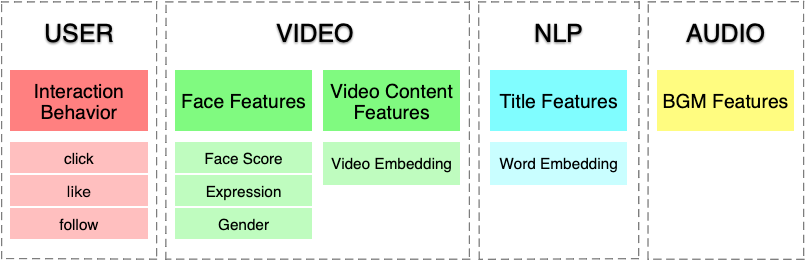 USER
Interaction
Behavior
click
like
follow
VIDEO
Face Features
Face Score
Expression
Gender
Video Content
Features
Video Embedding
NLP
Title Features
Word Embedding
AUDIO
BGM Features